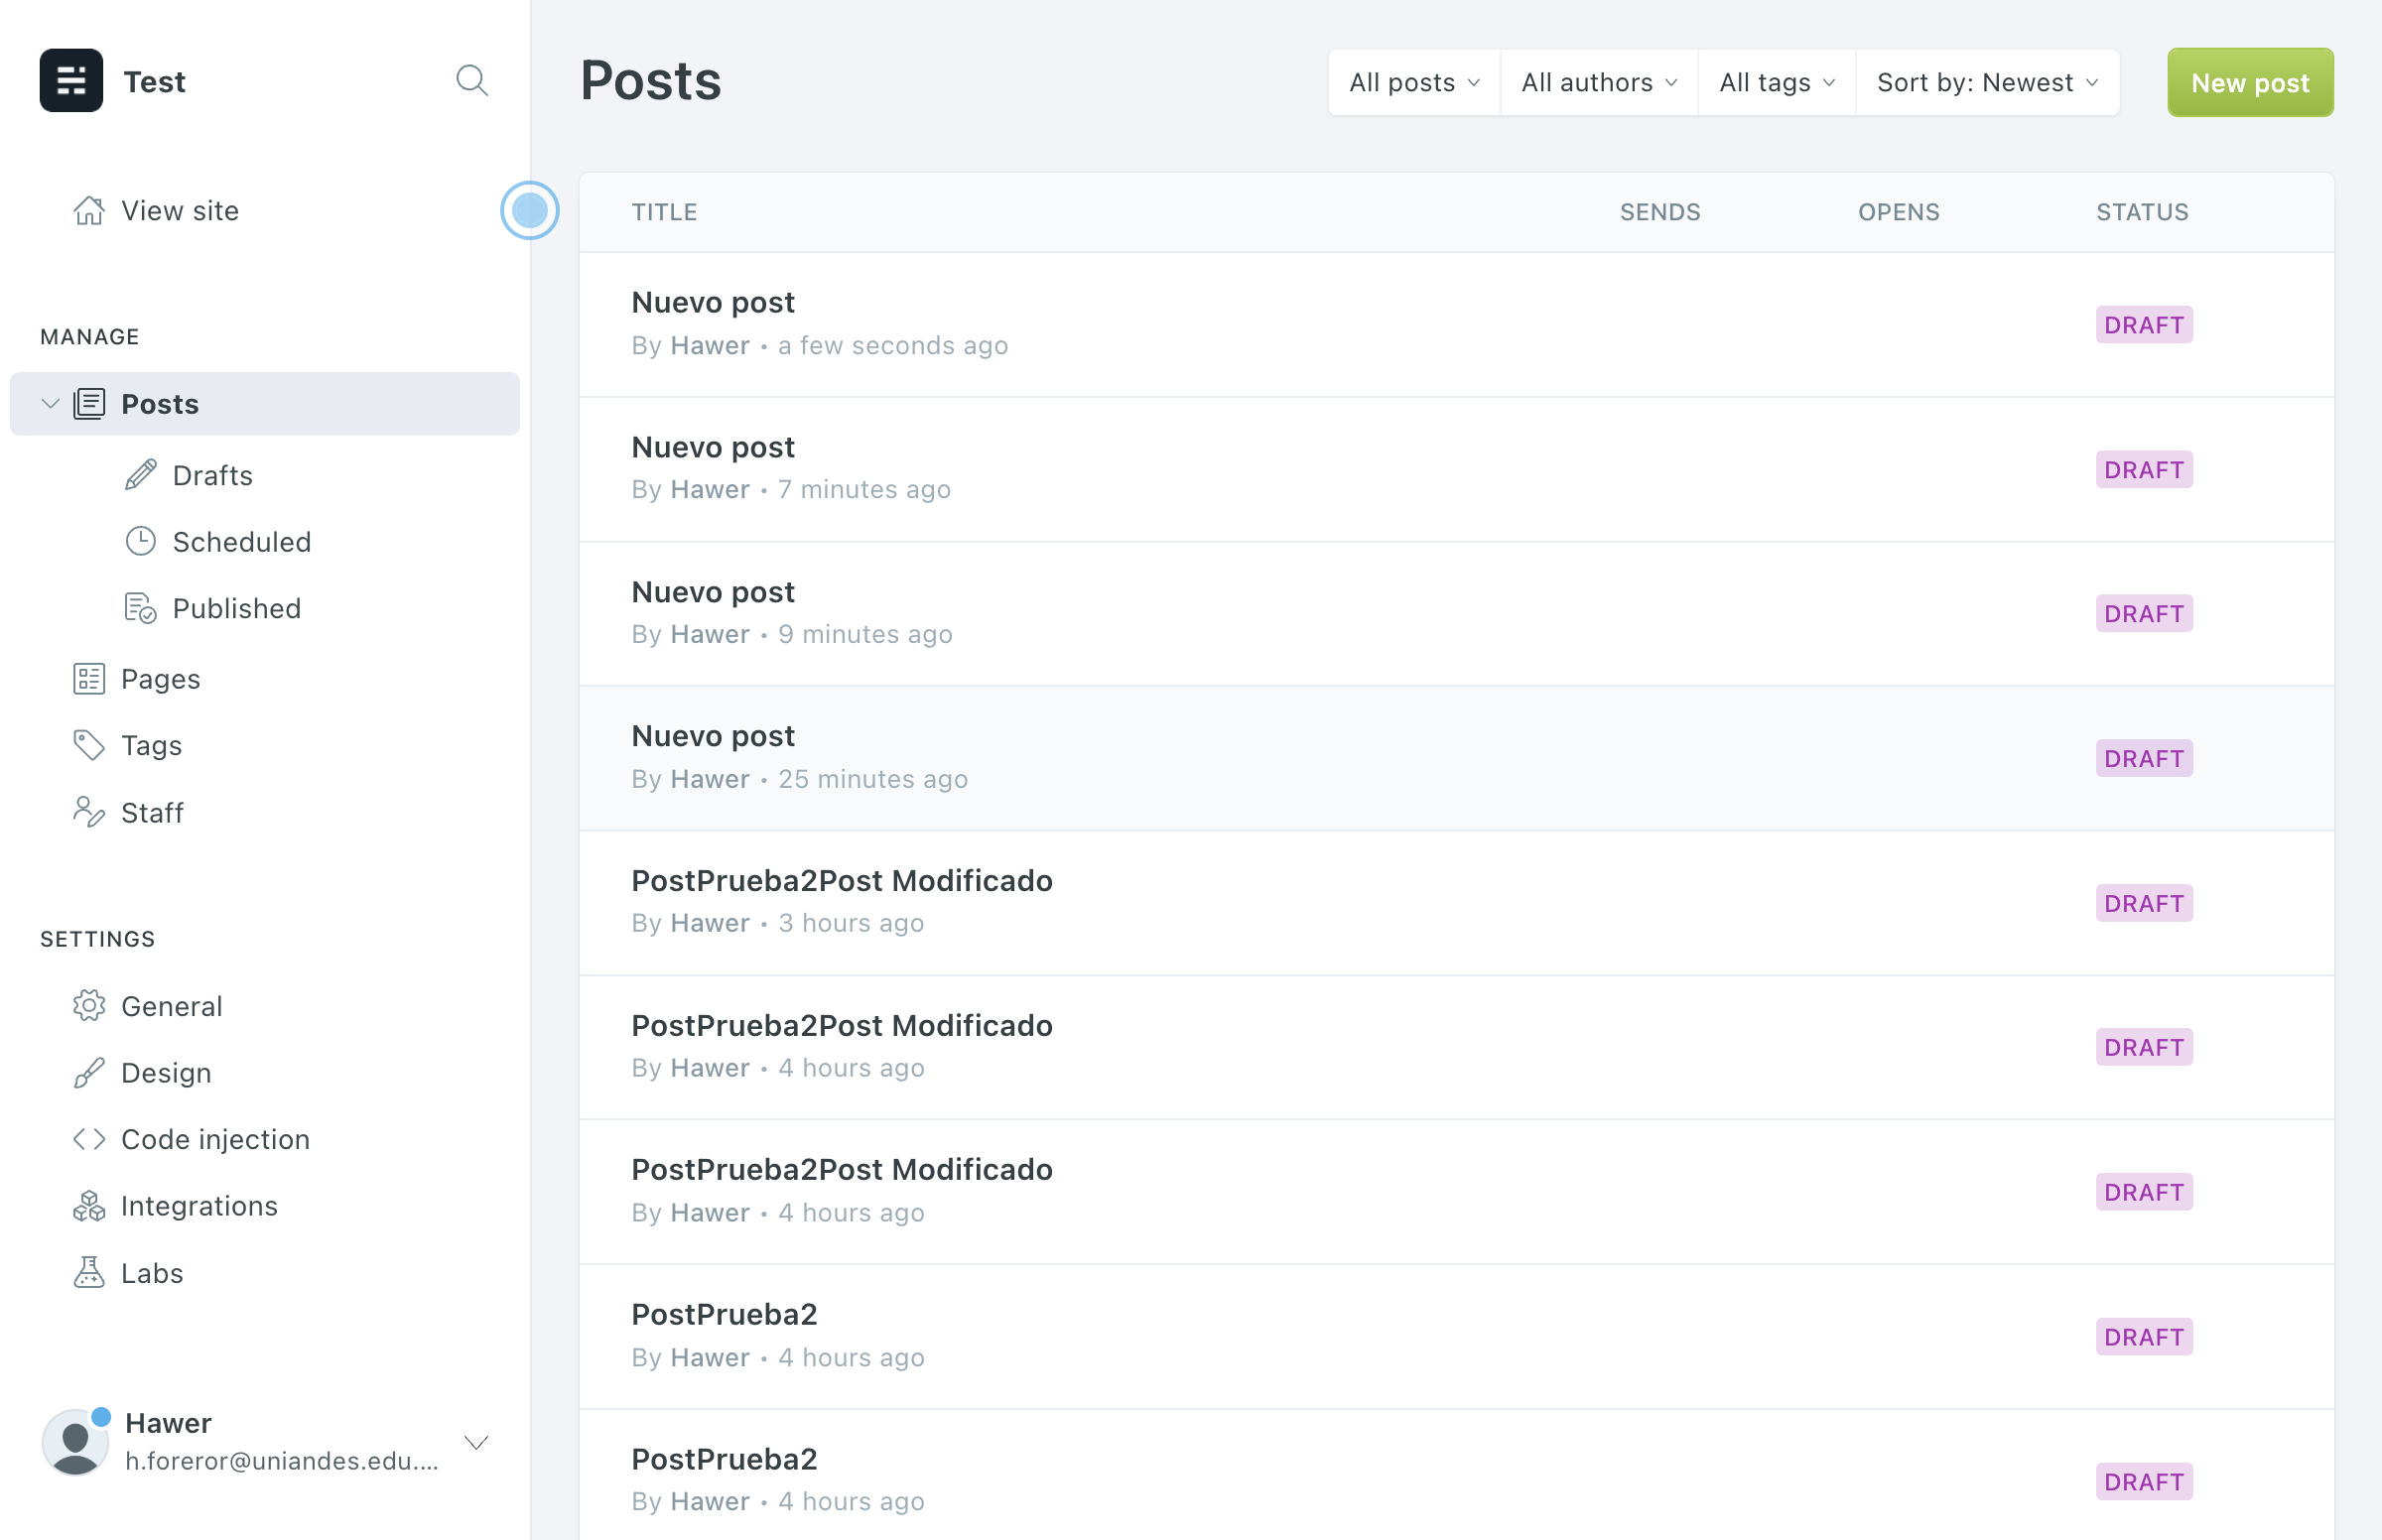 Test
View site
MANAGE
Posts
Drafts
Scheduled
Published
Pages
Tags
Staff
SETTINGS
General
Design
Code injection
Integrations
Labs
Hawer
h.foreror@uniandes.edu....
Posts
All posts All authors All tags Sort by: Newest New post
TITLE SENDS OPENS STATUS
Nuevo post
By Hawer • a few seconds ago
DRAFT
Nuevo post
By Hawer • 7 minutes ago
DRAFT
Nuevo post
By Hawer • 9 minutes ago
DRAFT
Nuevo post
By Hawer • 25 minutes ago
DRAFT
PostPrueba2Post Modificado
By Hawer • 3 hours ago
DRAFT
PostPrueba2Post Modificado
By Hawer • 4 hours ago
DRAFT
PostPrueba2Post Modificado
By Hawer • 4 hours ago
DRAFT
PostPrueba2
By Hawer • 4 hours ago
DRAFT
PostPrueba2
By Hawer • 4 hours ago
DRAFT